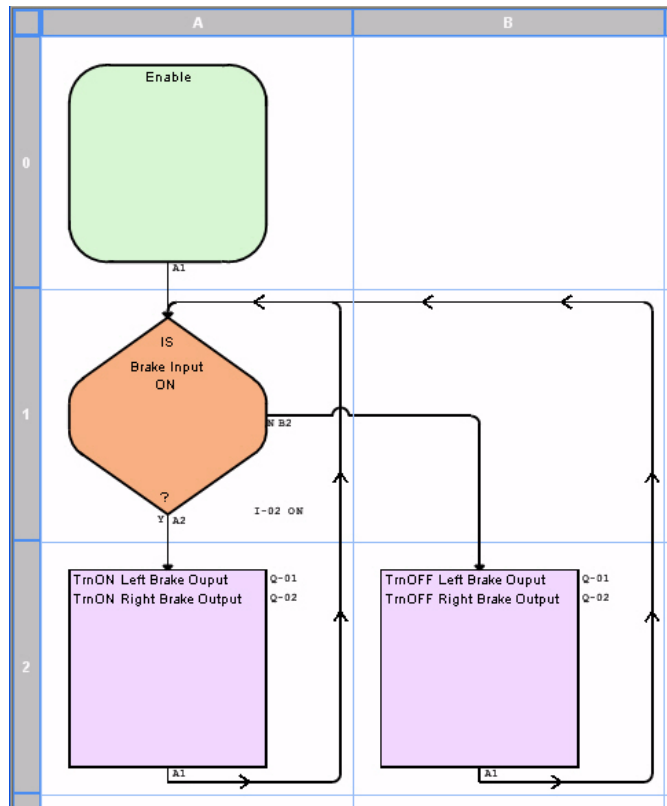 A
B
0
Enable
A1
1
IS
Brake Input
ON
?
N B2
Y A2
I-02 ON
2
TrnON Left Brake Ouput Q-01
TrnON Right Brake Output Q-02
A1
TrnOFF Left Brake Ouput Q-01
TrnOFF Right Brake Output Q-02
A1